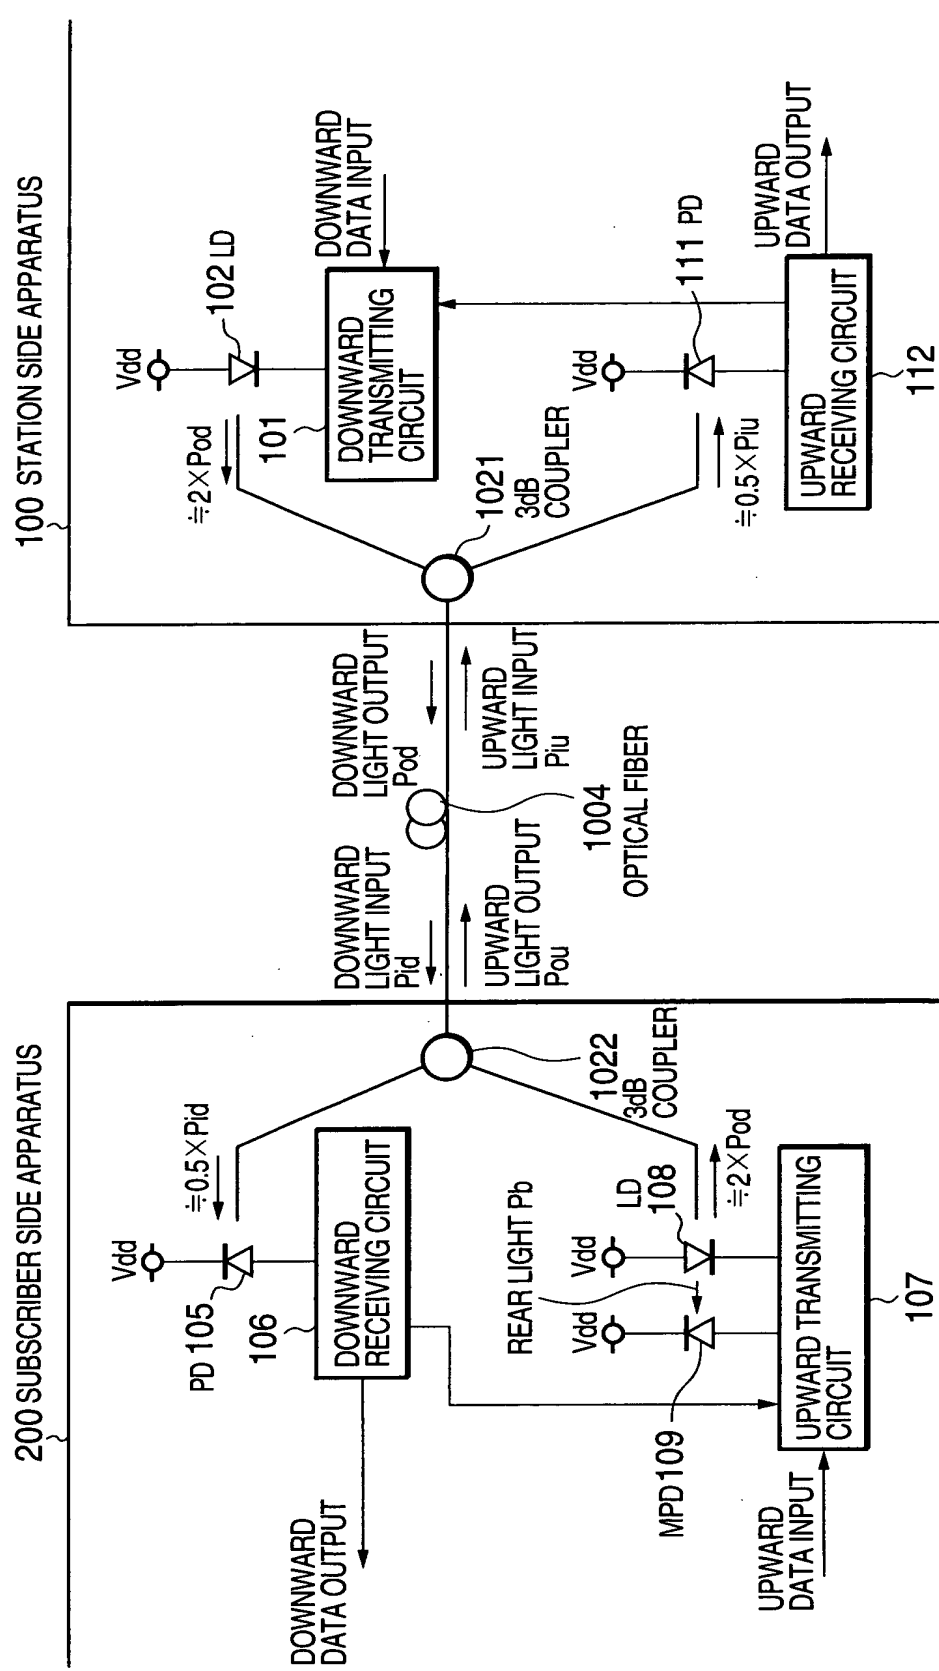 200 SUBSCRIBER SIDE APPARATUS
100 STATION SIDE APPARATUS
Vdd
≒0.5×Pid
PD 105
106
DOWNWARD
RECEIVING CIRCUIT
DOWNWARD
DATA OUTPUT
1022
3dB
COUPLER
REAR LIGHT Pb
Vdd
Vdd
LD
108
≒2×Pod
MPD109
UPWARD TRANSMITTING
CIRCUIT
107
UPWARD
DATA INPUT
DOWNWARD
LIGHT INPUT
Pid
UPWARD
LIGHT OUTPUT
Pou
DOWNWARD
LIGHT OUTPUT
Pod
UPWARD
LIGHT INPUT
Piu
1004
OPTICAL FIBER
≒2×Pod
Vdd
102 LD
101
DOWNWARD
TRANSMITTING
CIRCUIT
DOWNWARD
DATA INPUT
1021
3dB
COUPLER
Vdd
111 PD
≒0.5×Piu
UPWARD
RECEIVING CIRCUIT
112
UPWARD
DATA OUTPUT